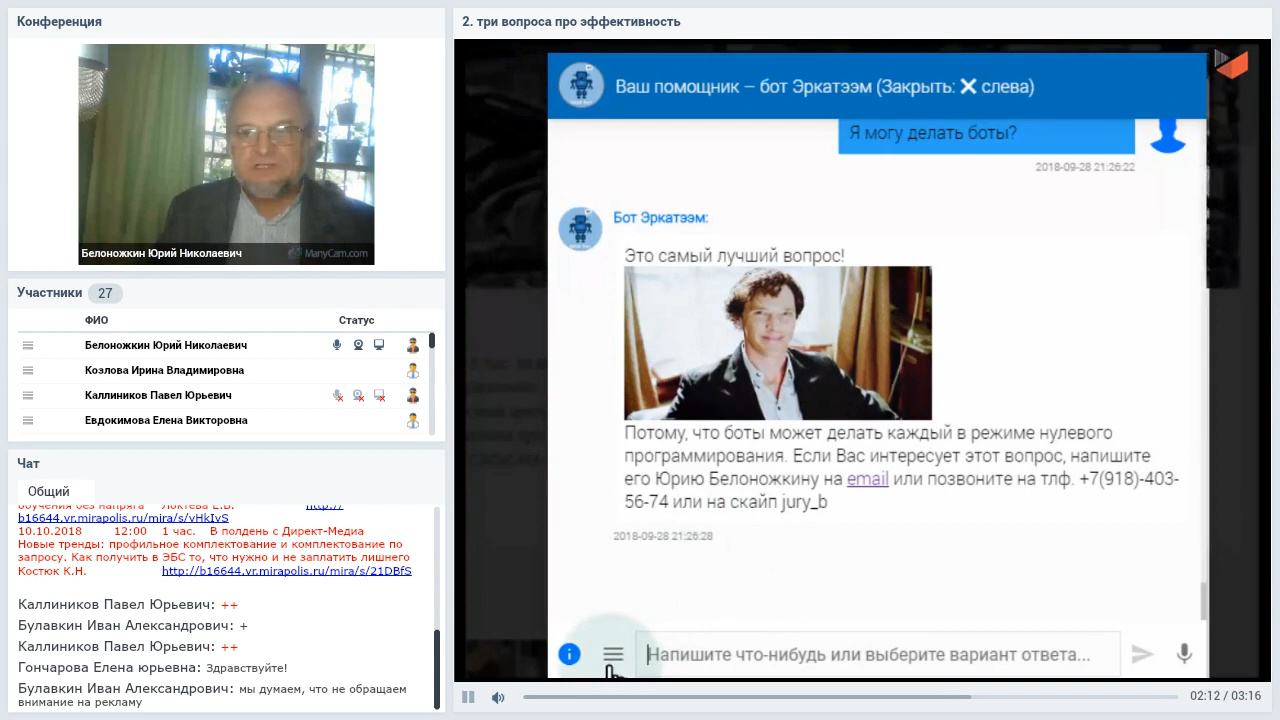 Конференция
Белоножкин Юрий Николаевич
ManyCam.com
Участники 27
ФИО Статус
Белоножкин Юрий Николаевич
Козлова Ирина Владимировна
Каллиников Павел Юрьевич
Евдокимова Елена Викторовна
Чат
Общий
обучения без напряга Локтева Е.В. http://
b16644.vr.mirapolis.ru/mira/s/vHkIvS
10.10.2018 12:00 1 час. В полдень с Директ-Медиа
Новые тренды: профильное комплектование и комплектование по
запросу. Как получить в ЭБС то, что нужно и не заплатить лишнего
Костюк К.Н. http://b16644.vr.mirapolis.ru/mira/s/21DBfS
Каллиников Павел Юрьевич: ++
Булавкин Иван Александрович: +
Каллиников Павел Юрьевич: ++
Гончарова Елена юрьевна: Здравствуйте!
Булавкин Иван Александрович: мы думаем, что не обращаем
внимание на рекламу
2. три вопроса про эффективность
Ваш помощник – бот Эркатээм (Закрыть: ✕ слева)
Я могу делать боты?
2018-09-28 21:26:22
Бот Эркатээм:
Это самый лучший вопрос!
Потому, что боты может делать каждый в режиме нулевого
программирования. Если Вас интересует этот вопрос, напишите
его Юрию Белоножкину на email или позвоните на тлф. +7(918)-403-
56-74 или на скайп jury_b
2018-09-28 21:26:28
Напишите что-нибудь или выберите вариант ответа...
02:12 / 03:16